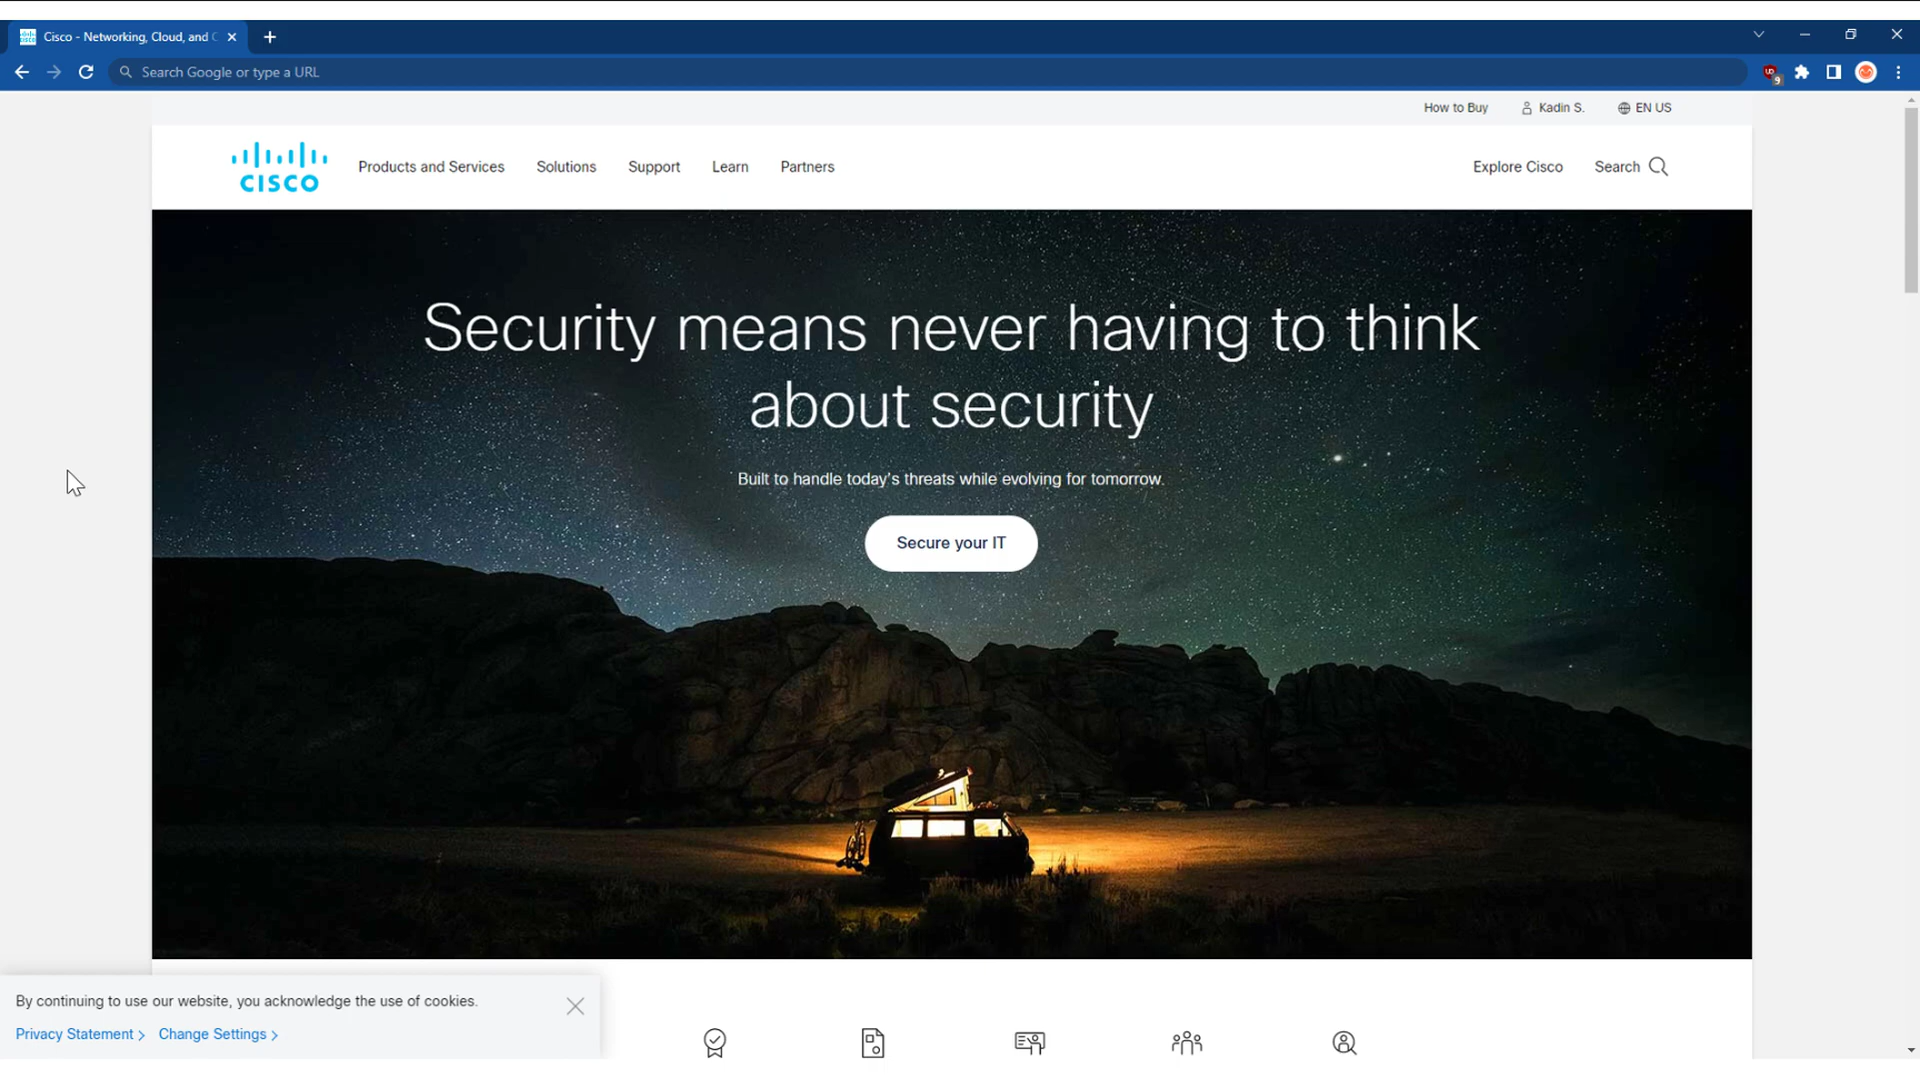 Cisco - Networking, Cloud, and C
Search Google or type a URL
9
How to Buy
Kadin S.
EN US
CISCO
Products and Services
Solutions
Support
Learn
Partners
Explore Cisco
Search
Security means never having to think
about security
Built to handle today's threats while evolving for tomorrow.
Secure your IT
By continuing to use our website, you acknowledge the use of cookies.
Privacy Statement >
Change Settings >